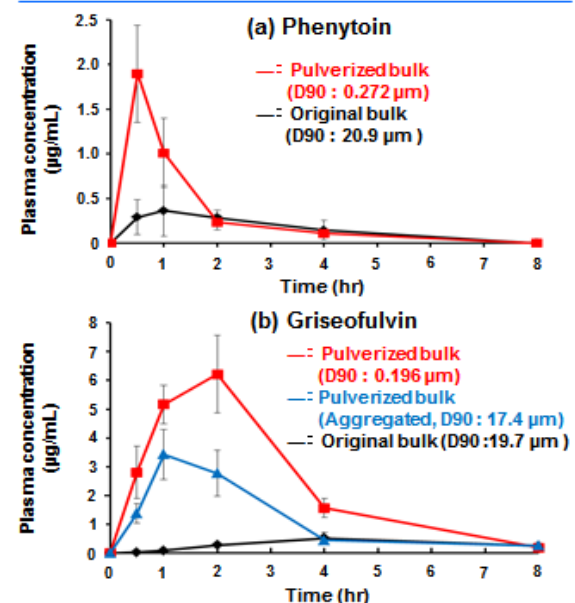 (a) Phenytoin
Plasma concentration
(µg/mL)
2.5
2.0
1.5
1.0
0.5
0
Pulverized bulk
(D90 : 0.272 µm)
Original bulk
(D90 : 20.9 µm )
0 1 2 3 4 5 6 7 8
Time (hr)
(b) Griseofulvin
Plasma concentration
(µg/mL)
8
7
6
5
4
3
2
1
0
Pulverized bulk
(D90 : 0.196 µm)
Pulverized bulk
(Aggregated, D90 : 17.4 µm)
Original bulk (D90 :19.7 µm )
0 1 2 3 4 5 6 7 8
Time (hr)